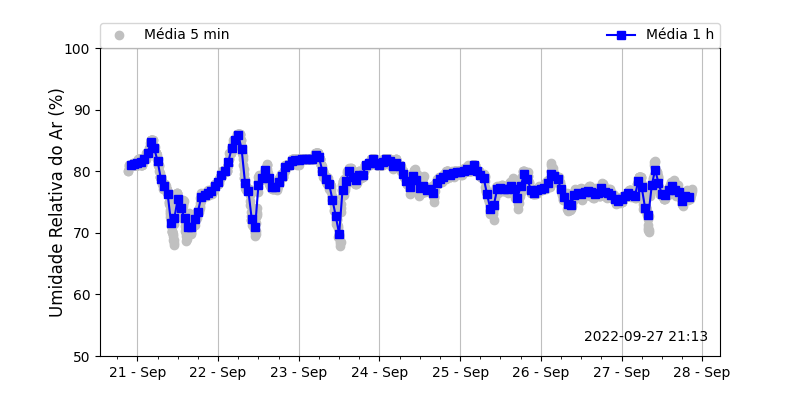 Média 5 min
Média 1 h
Umidade Relativa do Ar (%)
100
90
80
70
60
50
2022-09-27 21:13
21 - Sep
22 - Sep
23 - Sep
24 - Sep
25 - Sep
26 - Sep
27 - Sep
28 - Sep